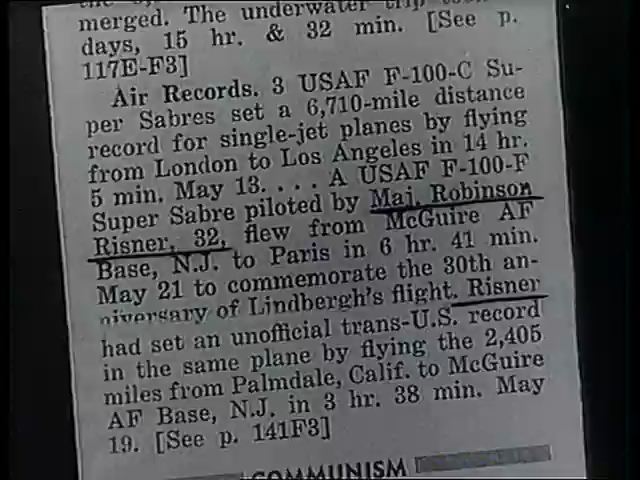 merged. The underwater trip
days, 15 hr. & 32 min. [See p.
117E-F3]
Air Records. 3 USAF F-100-C Su-
per Sabres set a 6,710-mile distance
record for single-jet planes by flying
from London to Los Angeles in 14 hr.
5 min. May 13. . . . A USAF F-100-F
Super Sabre piloted by Maj. Robinson
Risner, 32, flew from McGuire AF
Base, N.J. to Paris in 6 hr. 41 min.
May 21 to commemorate the 30th an-
niversary of Lindbergh's flight. Risner
had set an unofficial trans-U.S. record
in the same plane by flying the 2,405
miles from Palmdale, Calif. to McGuire
AF Base, N.J. in 3 hr. 38 min. May
19. [See p. 141F3]
COMMUNISM